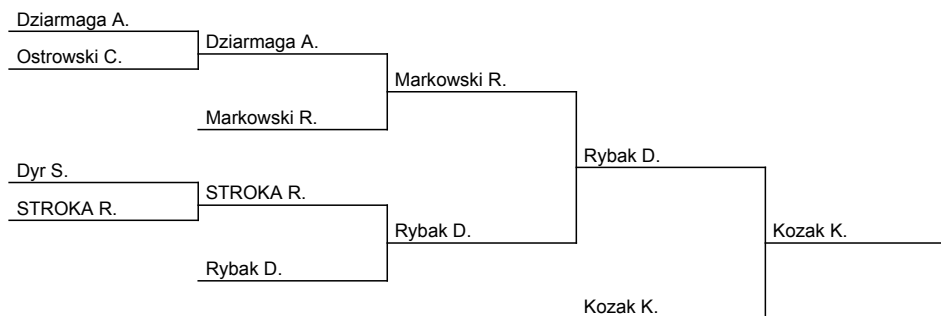 Dziarmaga A.
Ostrowski C.
Dziarmaga A.
Markowski R.
Markowski R.
Rybak D.
Dyr S.
STROKA R.
STROKA R.
Rybak D.
Rybak D.
Kozak K.
Kozak K.